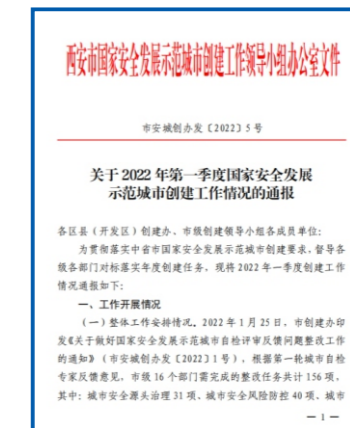 西安市国家安全发展示范城市创建工作领导小组办公室文件
市安城创办发〔2022〕5号
关于2022年第一季度国家安全发展
示范城市创建工作情况的通报
各区县（开发区）创建办、市级创建领导小组各成员单位：
为贯彻落实中省市国家安全发展示范城市创建要求，督导各
级各部门对标落实年度创建任务。现将2022年一季度创建工作
情况通报如下：
一、工作开展情况
（一）整体工作安排情况。2022年1月25日，市创建办印
发《关于做好国家安全发展示范城市自检评审反馈问题整改工作
的通知》（市安城创办发〔2022〕1号），根据第一轮城市自检
专家反馈意见，市级16个部门需完成的整改任务共计156项，
其中：城市安全源头治理31项、城市安全风险防控40项、城市
— 1 —